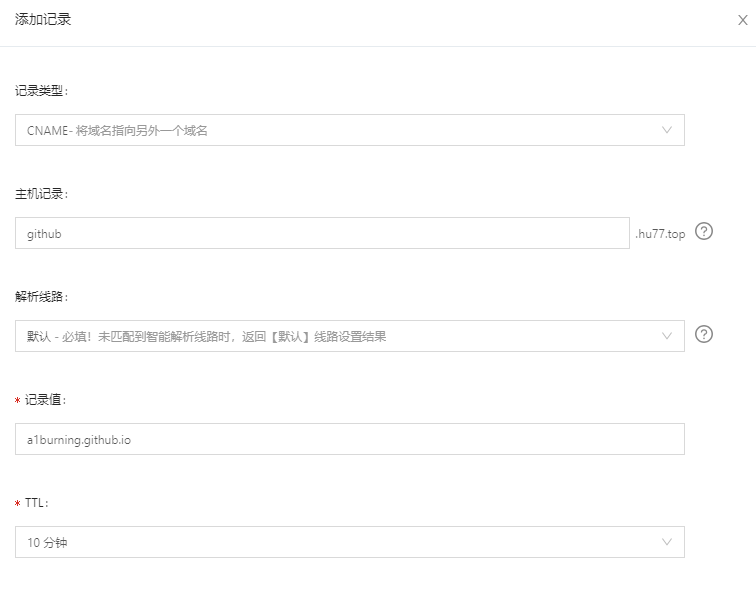 添加记录
记录类型：
CNAME- 将域名指向另外一个域名
主机记录：
github .hu77.top
解析线路：
默认 - 必填！未匹配到智能解析线路时，返回【默认】线路设置结果
* 记录值：
a1burning.github.io
* TTL：
10 分钟